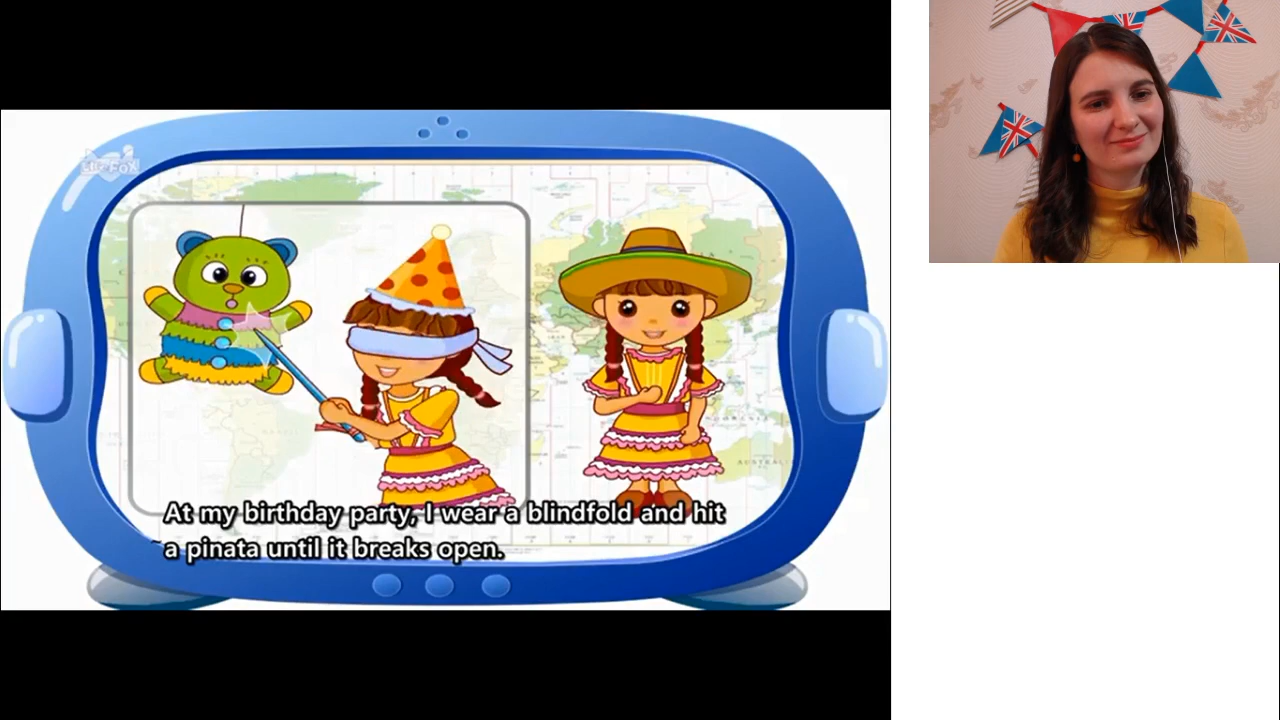 At my birthday party, I wear a blindfold and hit
a pinata until it breaks open.